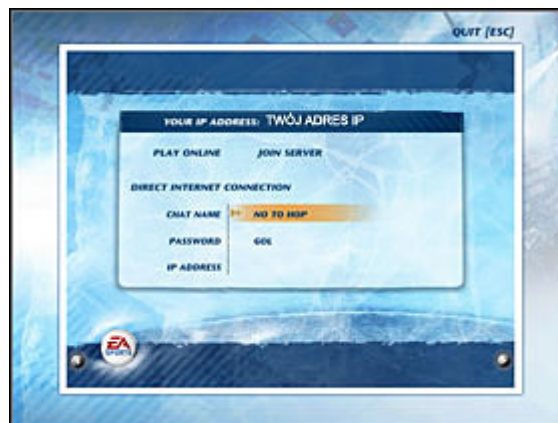 QUIT [ESC]
YOUR IP ADDRESS: TWÓJ ADRES IP
PLAY ONLINE JOIN SERVER
DIRECT INTERNET CONNECTION
CHAT NAME NO TO HOP
PASSWORD GOL
IP ADDRESS
EA
SPORTS